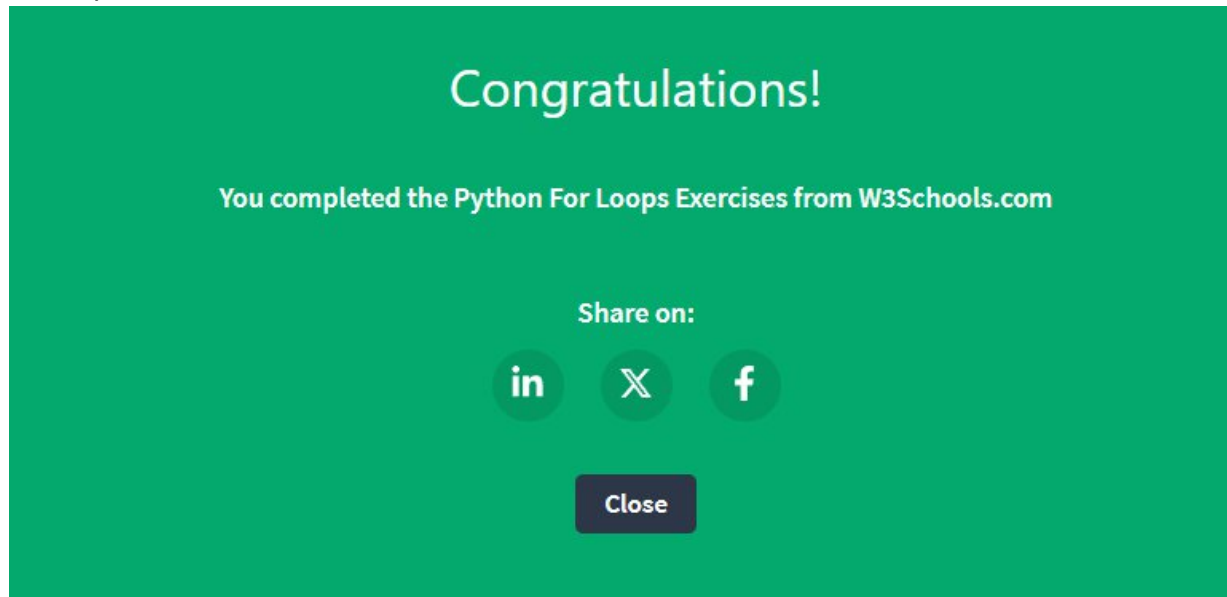 Congratulations!
You completed the Python For Loops Exercises from W3Schools.com
Share on:
in X f
Close